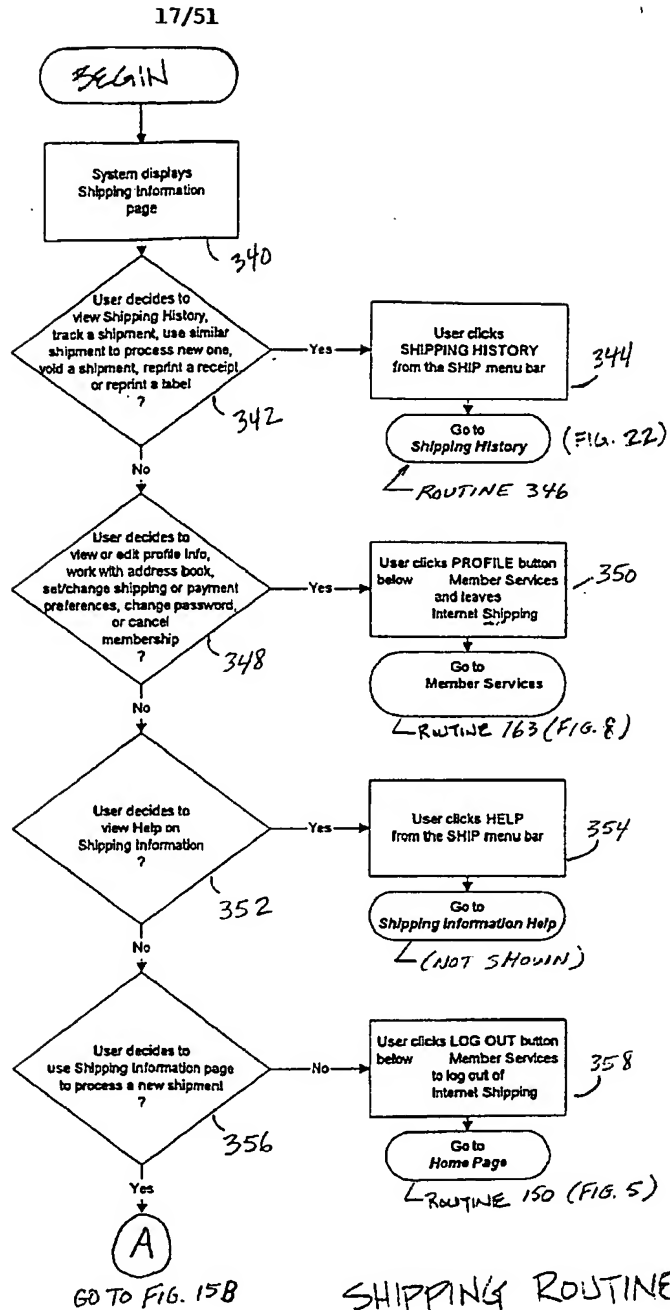 17/51
BEGIN
System displays
Shipping Information
page
340
User decides to
view Shipping History,
track a shipment, use similar
shipment to process new one,
void a shipment, reprint a receipt
or reprint a label
?
342
Yes
User clicks
SHIPPING HISTORY
from the SHIP menu bar
344
Go to
Shipping History
(FIG. 22)
ROUTINE 346
No
User decides to
view or edit profile info,
work with address book,
set/change shipping or payment
preferences, change password,
or cancel
membership
?
348
Yes
User clicks PROFILE button
below Member Services
and leaves
Internet Shipping
350
Go to
Member Services
ROUTINE 163 (FIG. 8)
No
User decides to
view Help on
Shipping Information
?
352
Yes
User clicks HELP
from the SHIP menu bar
354
Go to
Shipping Information Help
(NOT SHOWN)
No
User decides to
use Shipping Information page
to process a new shipment
?
356
No
User clicks LOG OUT button
below Member Services
to log out of
Internet Shipping
358
Go to
Home Page
ROUTINE 150 (FIG. 5)
Yes
A
GO TO FIG. 15B
SHIPPING ROUTINE